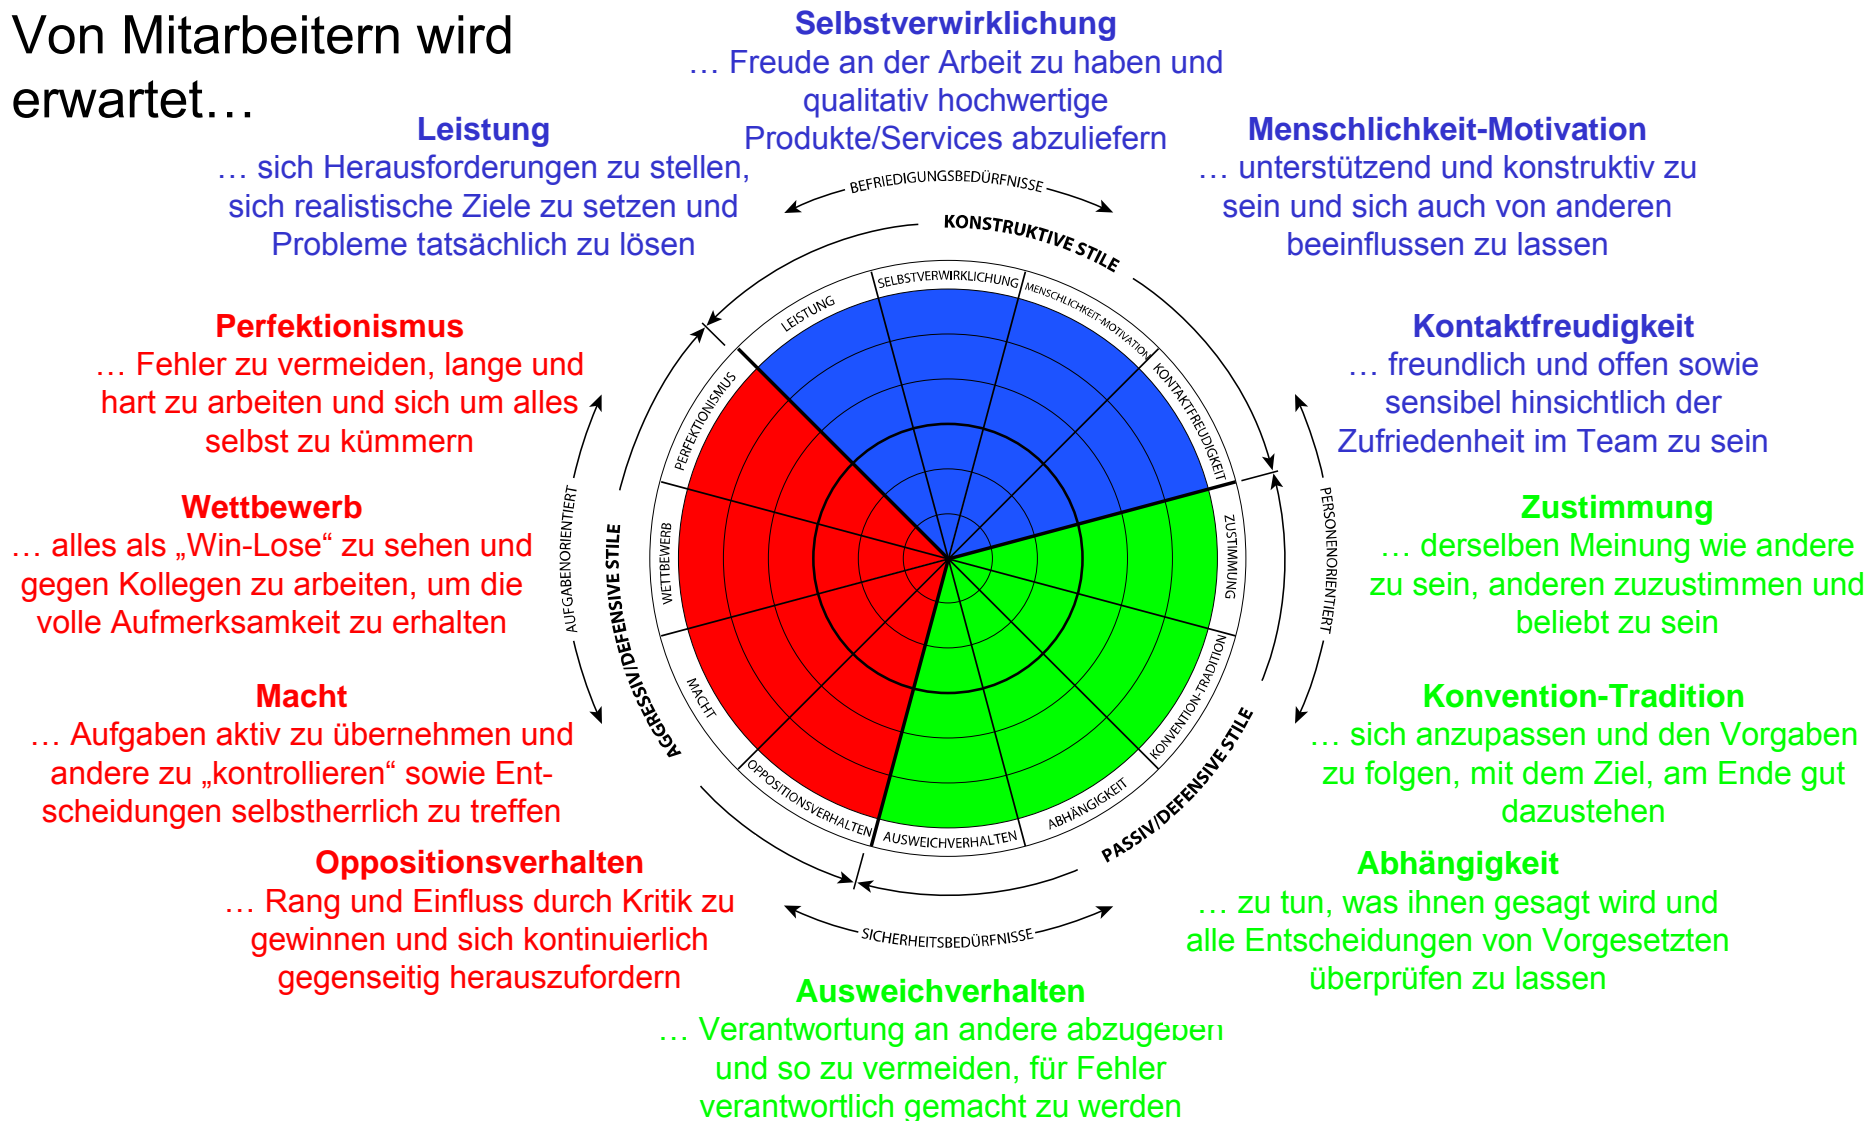 Von Mitarbeitern wird
erwartet…
Selbstverwirklichung
… Freude an der Arbeit zu haben und
qualitativ hochwertige
Produkte/Services abzuliefern
Leistung
… sich Herausforderungen zu stellen,
sich realistische Ziele zu setzen und
Probleme tatsächlich zu lösen
Menschlichkeit-Motivation
… unterstützend und konstruktiv zu
sein und sich auch von anderen
beeinflussen zu lassen
Perfektionismus
… Fehler zu vermeiden, lange und
hart zu arbeiten und sich um alles
selbst zu kümmern
Kontaktfreudigkeit
… freundlich und offen sowie
sensibel hinsichtlich der
Zufriedenheit im Team zu sein
Wettbewerb
… alles als „Win-Lose“ zu sehen und
gegen Kollegen zu arbeiten, um die
volle Aufmerksamkeit zu erhalten
Zustimmung
… derselben Meinung wie andere
zu sein, anderen zuzustimmen und
beliebt zu sein
Macht
… Aufgaben aktiv zu übernehmen und
andere zu „kontrollieren“ sowie Ent-
scheidungen selbstherrlich zu treffen
Konvention-Tradition
… sich anzupassen und den Vorgaben
zu folgen, mit dem Ziel, am Ende gut
dazustehen
Oppositionsverhalten
… Rang und Einfluss durch Kritik zu
gewinnen und sich kontinuierlich
gegenseitig herauszufordern
Abhängigkeit
… zu tun, was ihnen gesagt wird und
alle Entscheidungen von Vorgesetzten
überprüfen zu lassen
Ausweichverhalten
… Verantwortung an andere abzugeben
und so zu vermeiden, für Fehler
verantwortlich gemacht zu werden
BEFRIEDIGUNGSBEDÜRFNISSE
KONSTRUKTIVE STILE
LEISTUNG
SELBSTVERWIRKLICHUNG
MENSCHLICHKEIT-MOTIVATION
KONTAKTFREUDIGKEIT
PERFEKTIONISMUS
WETTBEWERB
ZUSTIMMUNG
AUFGABENORIENTIERT
PERSONENORIENTIERT
AGGRESSIV/DEFENSIVE STILE
MACHT
KONVENTION-TRADITION
OPPOSITIONSVERHALTEN
AUSWEICHVERHALTEN
ABHÄNGIGKEIT
PASSIV/DEFENSIVE STILE
SICHERHEITSBEDÜRFNISSE